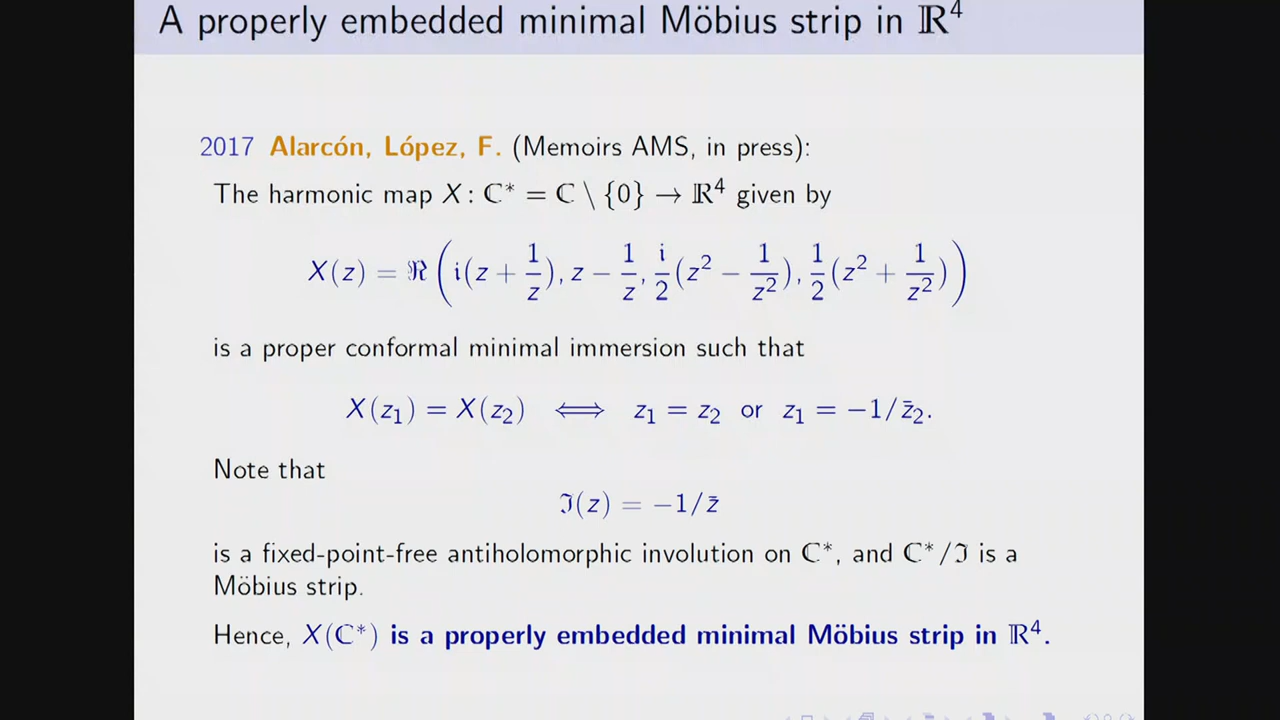 A properly embedded minimal Möbius strip in ℝ⁴
2017 Alarcón, López, F. (Memoirs AMS, in press):
The harmonic map X : ℂ* = ℂ \ {0} → ℝ⁴ given by
X(z) = ℜ ( i(z + 1/z), z − 1/z, i/2 (z² − 1/z²), 1/2 (z² + 1/z²) )
is a proper conformal minimal immersion such that
X(z₁) = X(z₂) ⟺ z₁ = z₂ or z₁ = −1/z̄₂.
Note that
ℑ(z) = −1/z̄
is a fixed-point-free antiholomorphic involution on ℂ*, and ℂ*/ℑ is a
Möbius strip.
Hence, X(ℂ*) is a properly embedded minimal Möbius strip in ℝ⁴.